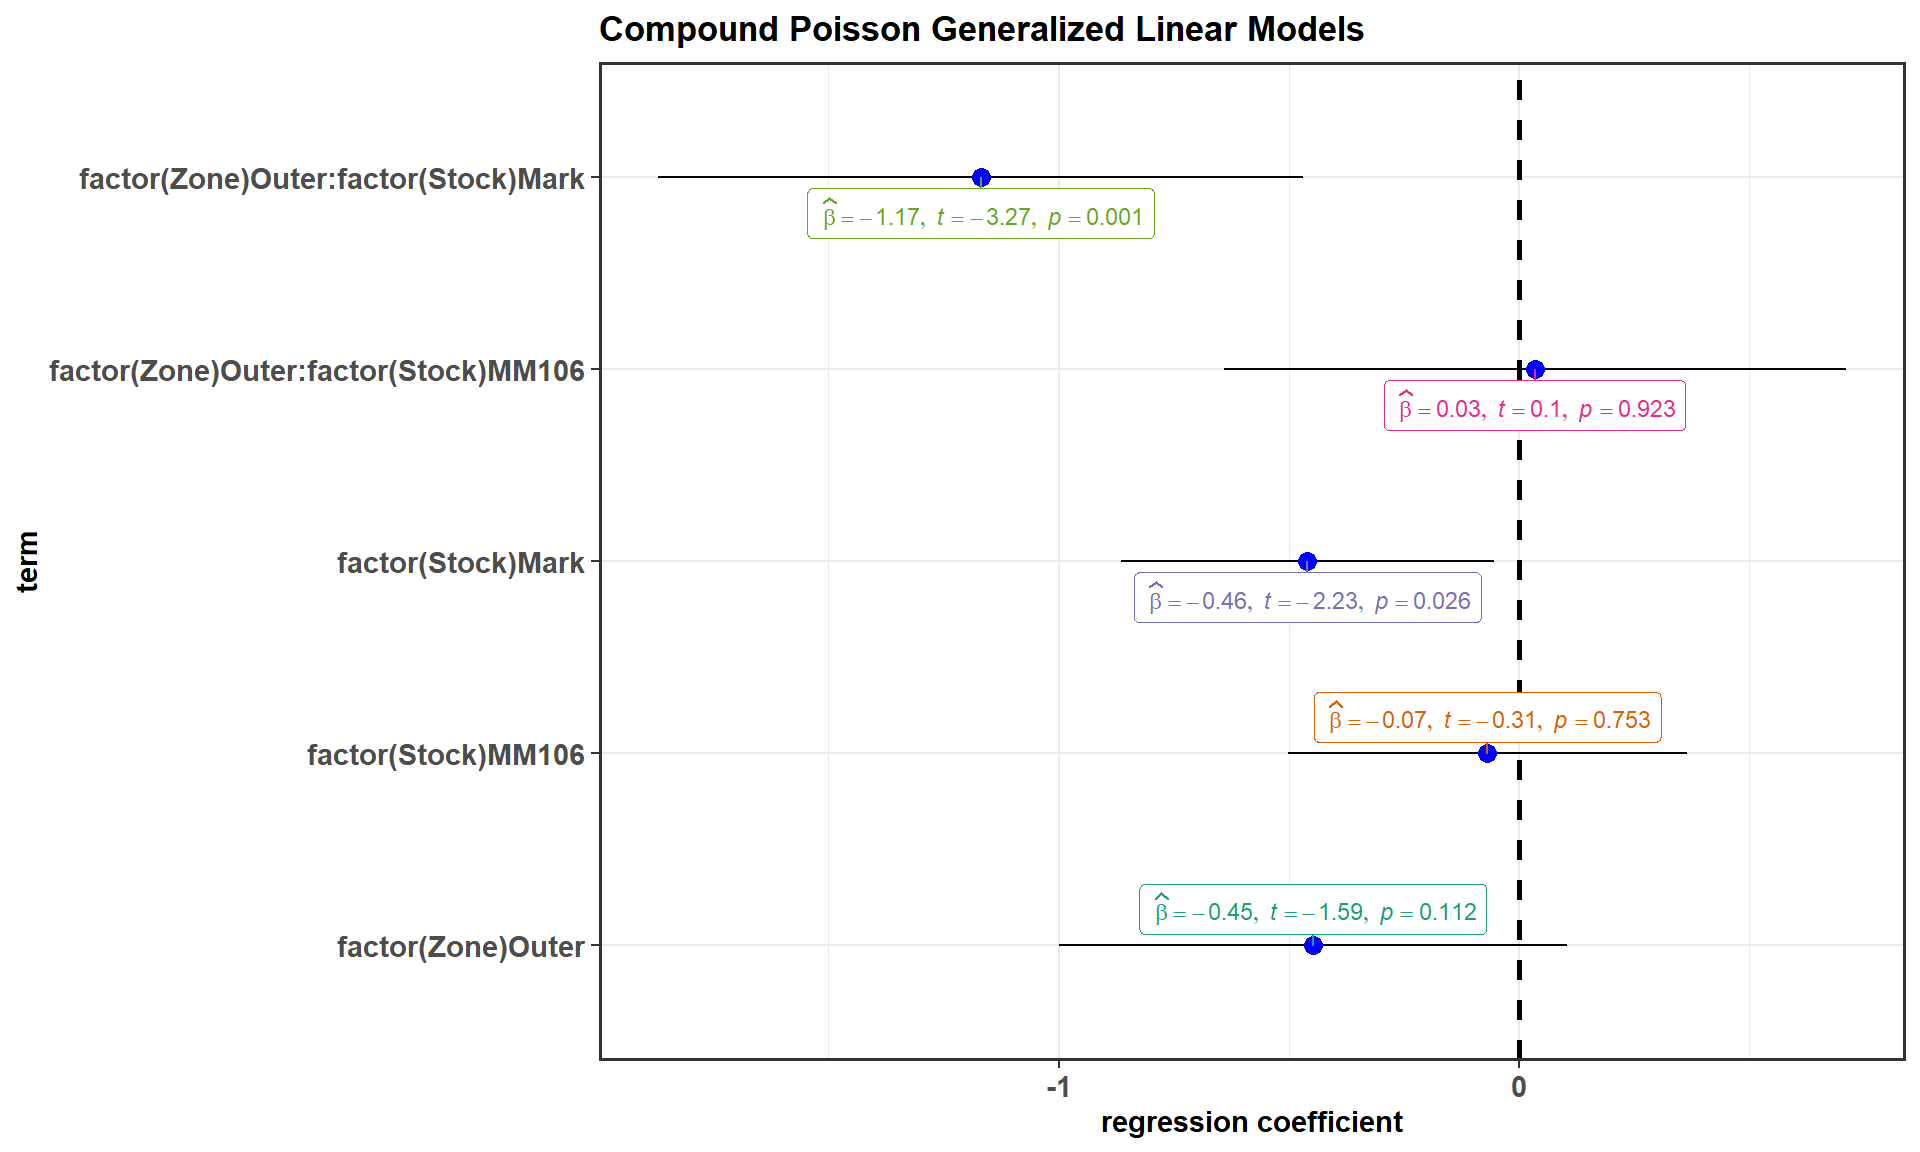 Compound Poisson Generalized Linear Models
term
factor(Zone)Outer:factor(Stock)Mark
β̂ = −1.17, t = −3.27, p = 0.001
factor(Zone)Outer:factor(Stock)MM106
β̂ = 0.03, t = 0.1, p = 0.923
factor(Stock)Mark
β̂ = −0.46, t = −2.23, p = 0.026
factor(Stock)MM106
β̂ = −0.07, t = −0.31, p = 0.753
factor(Zone)Outer
β̂ = −0.45, t = −1.59, p = 0.112
-1 0
regression coefficient